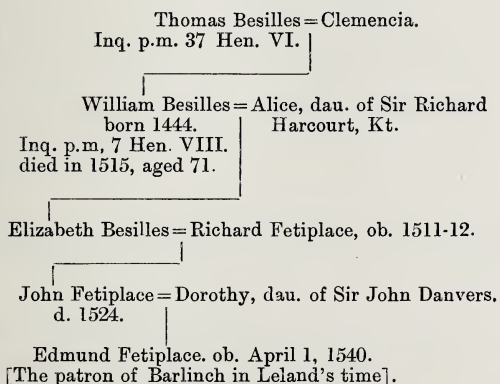 Thomas Besilles = Clemencia.
Inq. p.m. 37 Hen. VI.
William Besilles = Alice, dau. of Sir Richard
born 1444. Harcourt, Kt.
Inq. p.m, 7 Hen. VIII.
died in 1515, aged 71.
Elizabeth Besilles = Richard Fetiplace, ob. 1511-12.
John Fetiplace = Dorothy, dau. of Sir John Danvers.
d. 1524.
Edmund Fetiplace. ob. April 1, 1540.
[The patron of Barlinch in Leland's time].